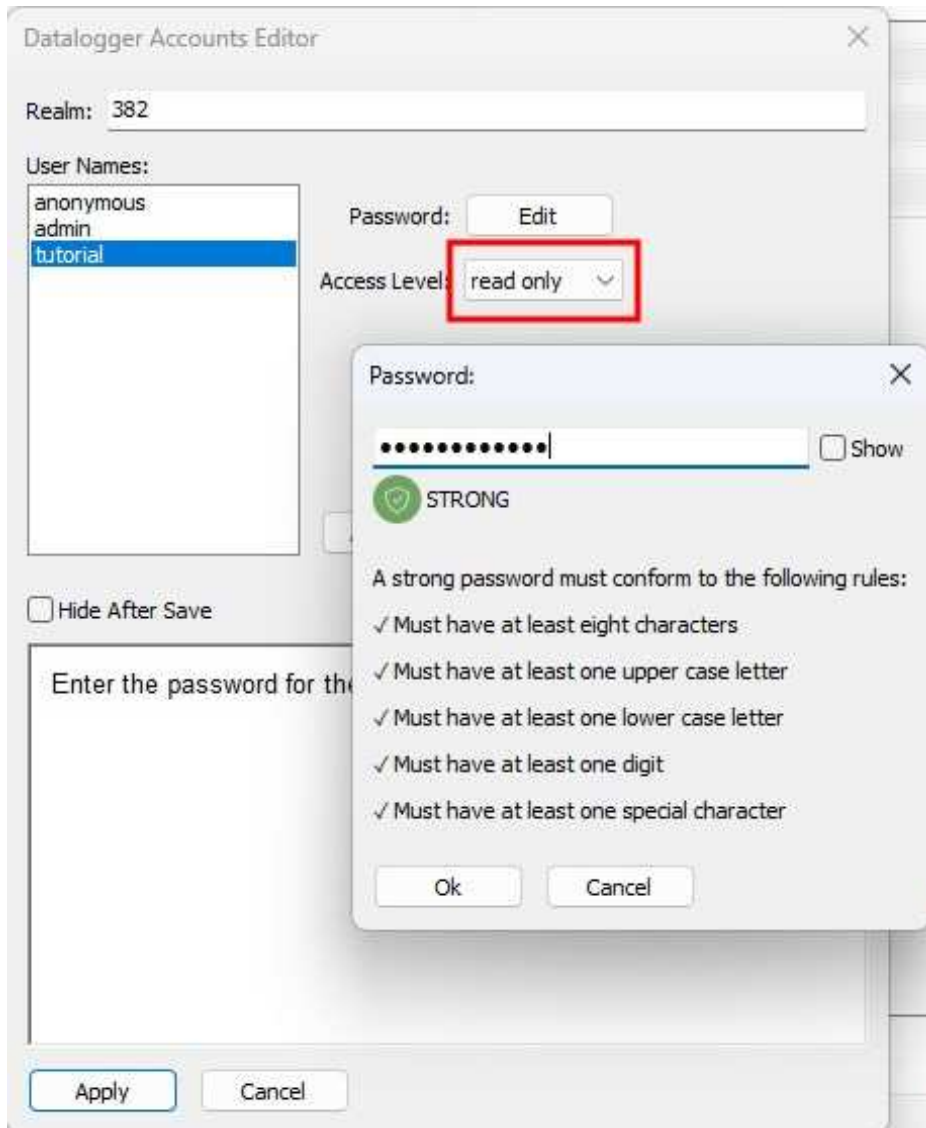 Datalogger Accounts Editor
Realm: 382
User Names:
anonymous
admin
tutorial
Password: Edit
Access Level: read only
Password:
●●●●●●●●●●●● Show
STRONG
A strong password must conform to the following rules:
✓ Must have at least eight characters
✓ Must have at least one upper case letter
✓ Must have at least one lower case letter
✓ Must have at least one digit
✓ Must have at least one special character
Ok Cancel
Hide After Save
Enter the password for the
Apply Cancel